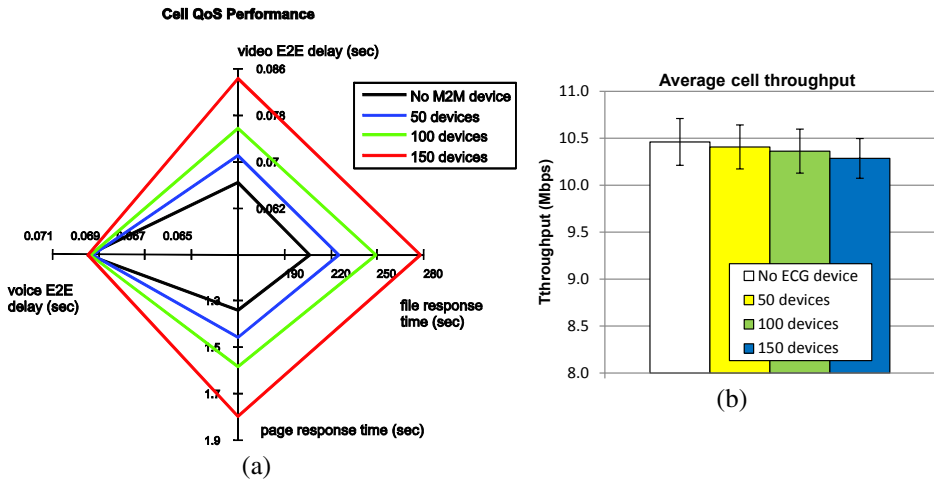 Cell QoS Performance
video E2E delay (sec)
0.086
0.078
0.07
0.062
No M2M device
50 devices
100 devices
150 devices
0.071
0.069
0.067
0.065
190
220
250
280
voice E2E
delay (sec)
file response
time (sec)
1.3
1.5
1.7
1.9
page response time (sec)
(a)
Average cell throughput
Tthroughput (Mbps)
11.0
10.5
10.0
9.5
9.0
8.5
8.0
No ECG device
50 devices
100 devices
150 devices
(b)